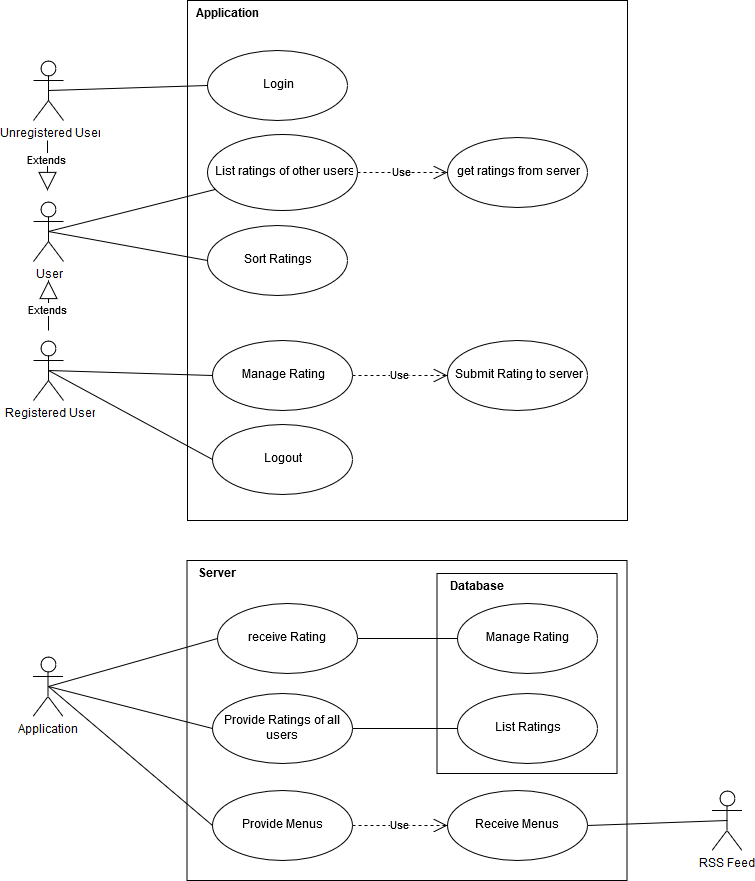 Application
Login
Unregistered User
Extends
List ratings of other users
Use
get ratings from server
User
Sort Ratings
Extends
Registered User
Manage Rating
Use
Submit Rating to server
Logout
Server
Database
receive Rating
Manage Rating
Application
Provide Ratings of all
users
List Ratings
Provide Menus
Use
Receive Menus
RSS Feed